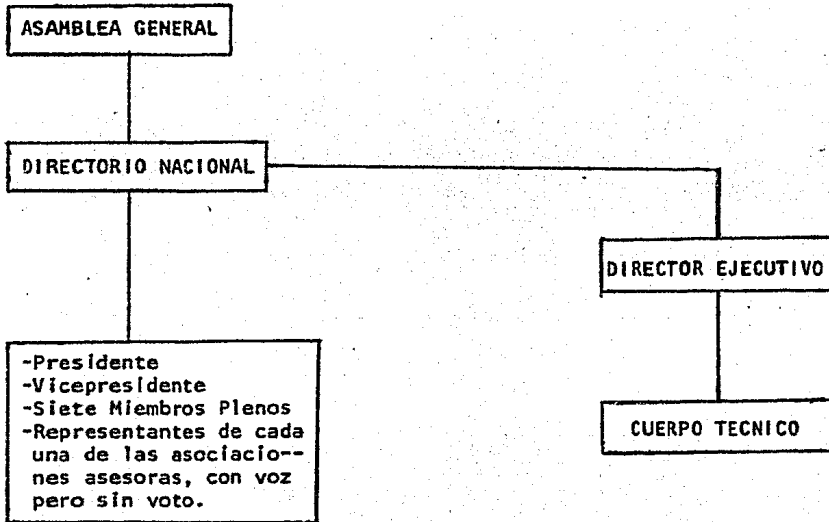 ASAMBLEA GENERAL
DIRECTORIO NACIONAL
DIRECTOR EJECUTIVO
-Presidente
-Vicepresidente
-Siete Miembros Plenos
-Representantes de cada
una de las asociacio--
nes asesoras, con voz
pero sin voto.
CUERPO TECNICO